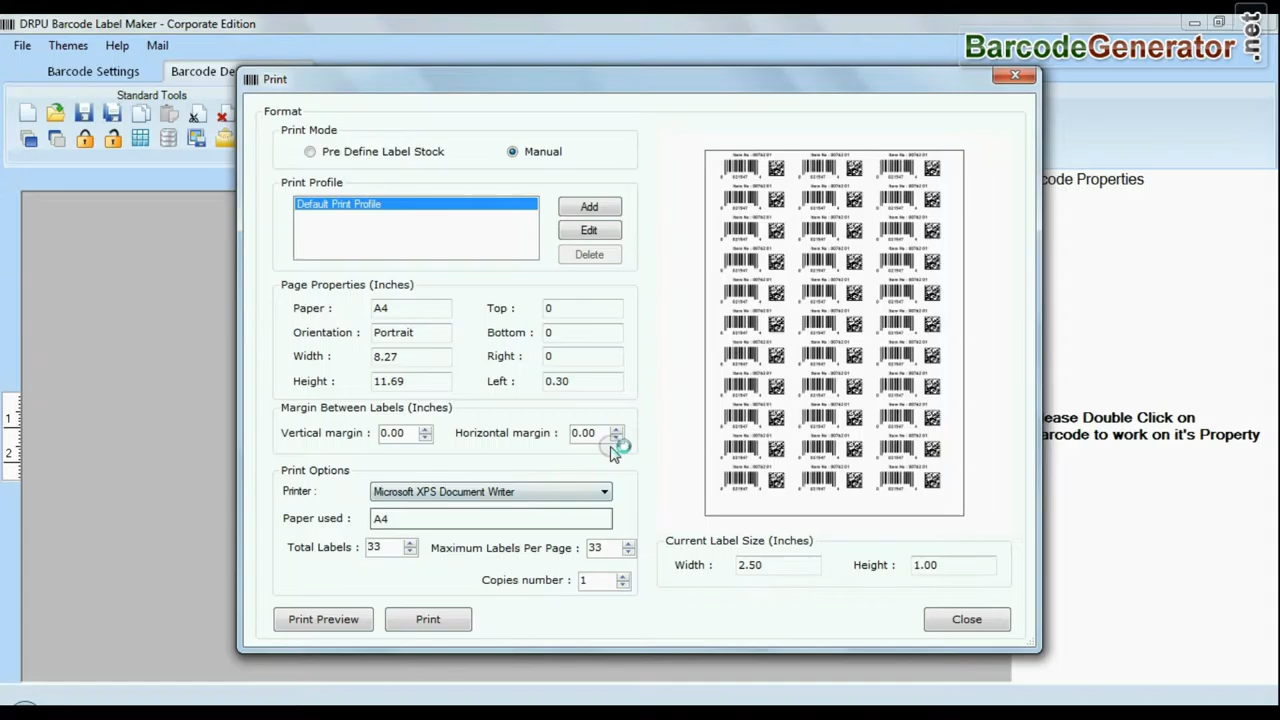 DRPU Barcode Label Maker - Corporate Edition
BarcodeGenerator.net
File Themes Help Mail
Barcode Settings Barcode De
Standard Tools
Print
Format
Print Mode
Pre Define Label Stock Manual
Print Profile
Default Print Profile
Add
Edit
Delete
Page Properties (Inches)
Paper : A4 Top : 0
Orientation : Portrait Bottom : 0
Width : 8.27 Right : 0
Height : 11.69 Left : 0.30
Margin Between Labels (Inches)
Vertical margin : 0.00 Horizontal margin : 0.00
Print Options
Printer : Microsoft XPS Document Writer
Paper used : A4
Total Labels : 33 Maximum Labels Per Page : 33
Copies number : 1
Print Preview Print Close
Current Label Size (Inches)
Width : 2.50 Height : 1.00
code Properties
ease Double Click on
arcode to work on it's Property
1
2